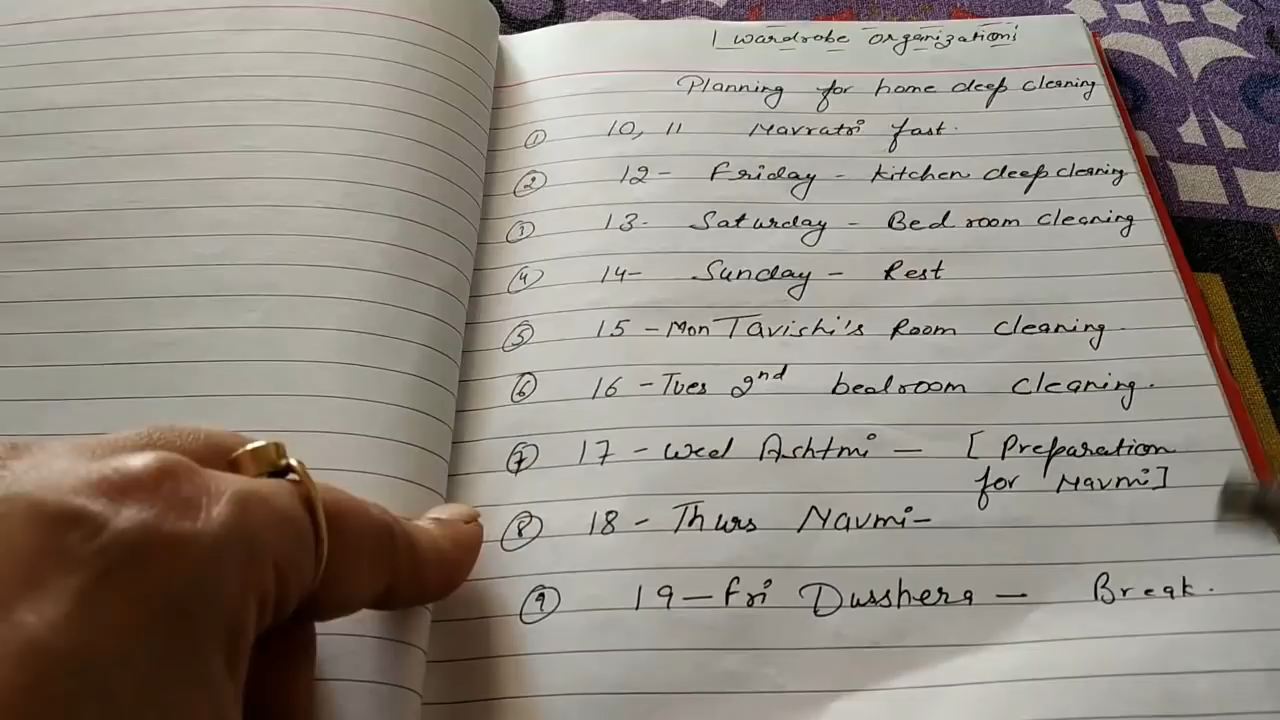 1 wardrobe organization
Planning for home deep cleaning
① 10, 11 Navratri fast.
② 12- Friday - kitchen deep cleaning
③ 13- Saturday - Bed room cleaning
④ 14- Sunday - Rest
⑤ 15 - Mon Tavishi's Room cleaning.
⑥ 16 - Tues 2nd bedroom cleaning.
⑦ 17 - Wed Ashtmi - [ Preparation
for Navmi ]
⑧ 18 - Thurs Navmi -
⑨ 19 - Fri Dusshera - Break.